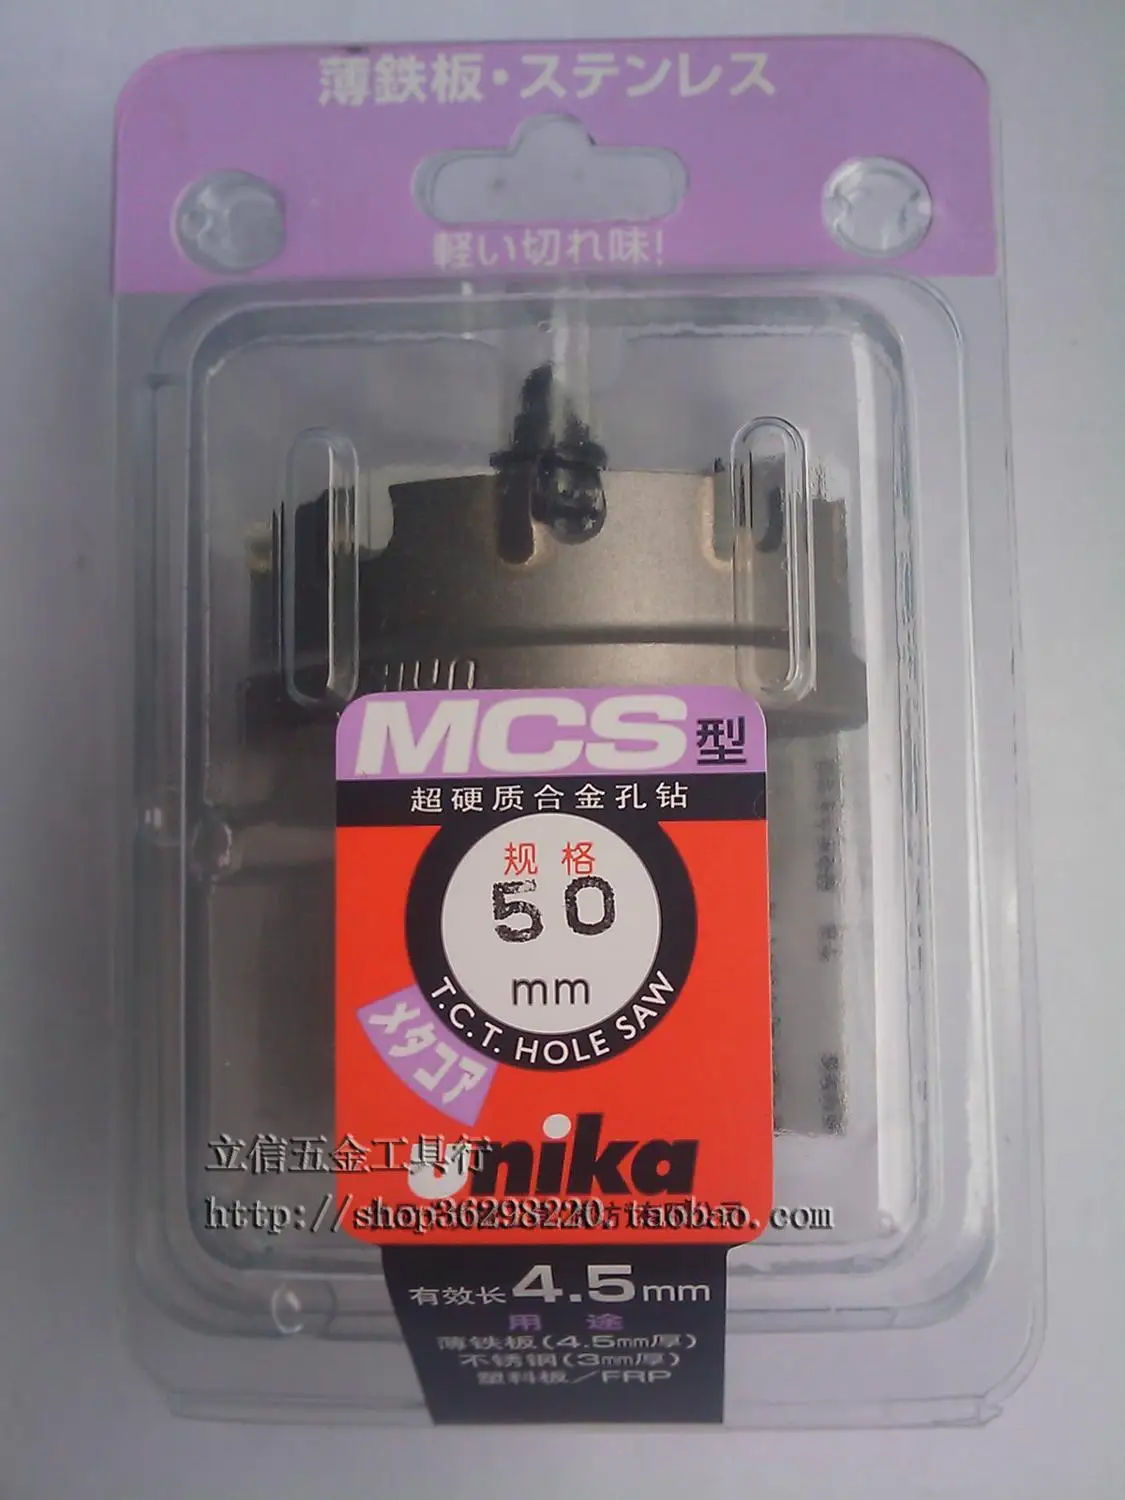 薄鉄板・ステンレス
軽い切れ味!
MCS型
超硬质合金孔钻
规格
50
mm
T.C.T. HOLE SAW
メタコア
unika
立信五金工具行
http://shop36298220.taobao.com
有效长4.5mm
用途
薄铁板(4.5mm厚)
不锈钢(3mm厚)
塑料板/FRP